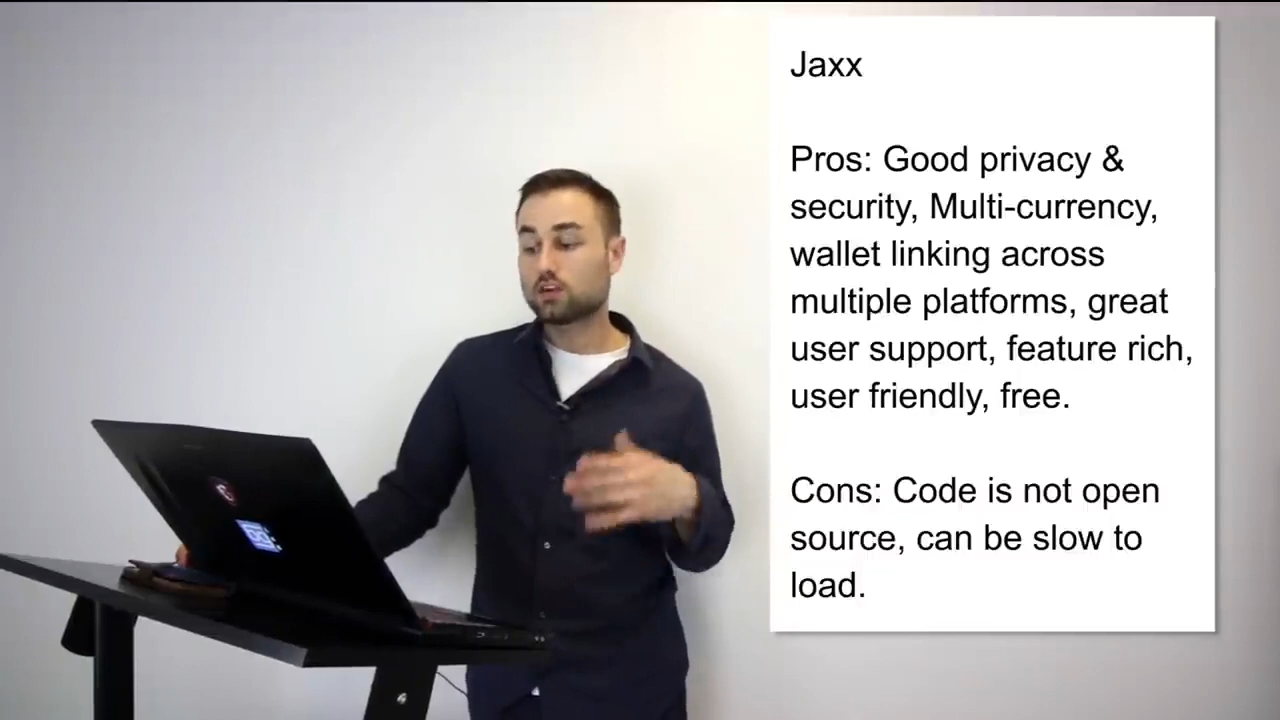 Jaxx
Pros: Good privacy &
security, Multi-currency,
wallet linking across
multiple platforms, great
user support, feature rich,
user friendly, free.
Cons: Code is not open
source, can be slow to
load.